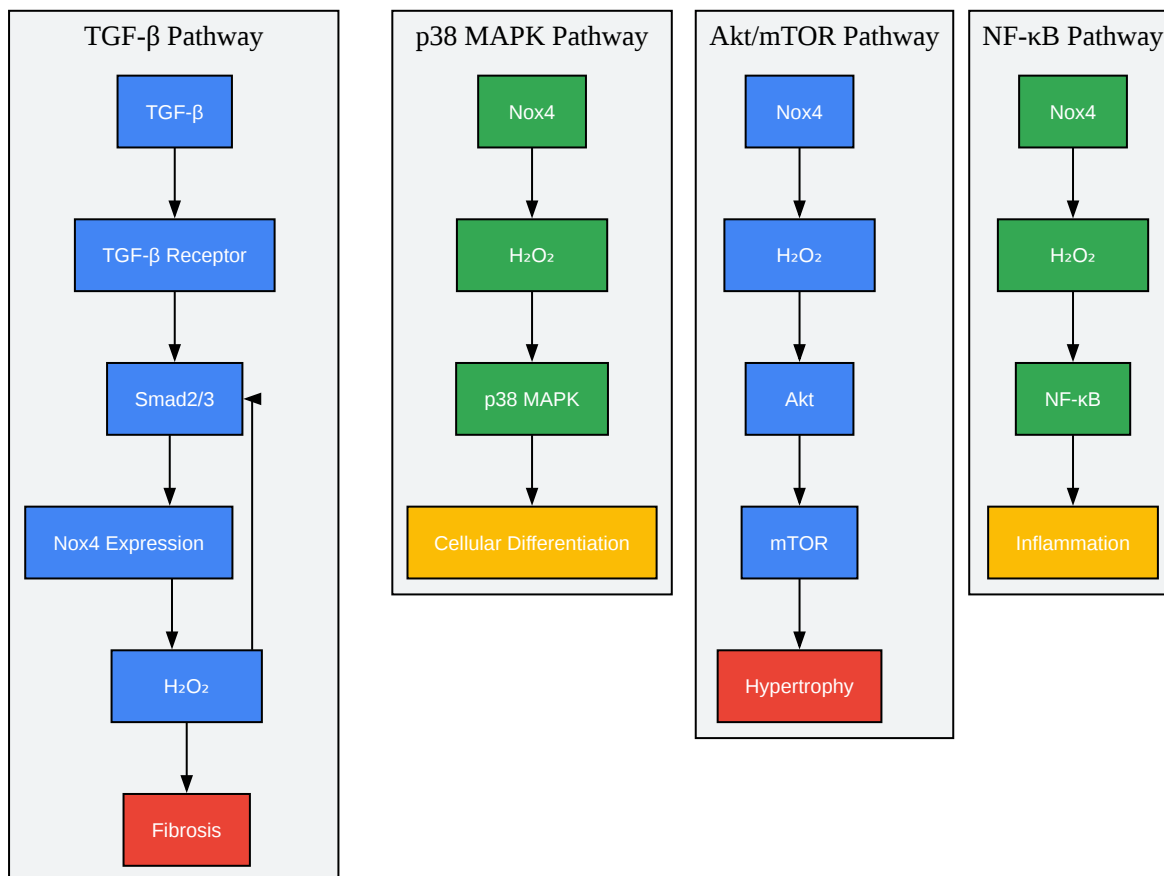 TGF-β Pathway
TGF-β
TGF-β Receptor
Smad2/3
Nox4 Expression
H₂O₂
Fibrosis
p38 MAPK Pathway
Nox4
H₂O₂
p38 MAPK
Cellular Differentiation
Akt/mTOR Pathway
Nox4
H₂O₂
Akt
mTOR
Hypertrophy
NF-κB Pathway
Nox4
H₂O₂
NF-κB
Inflammation